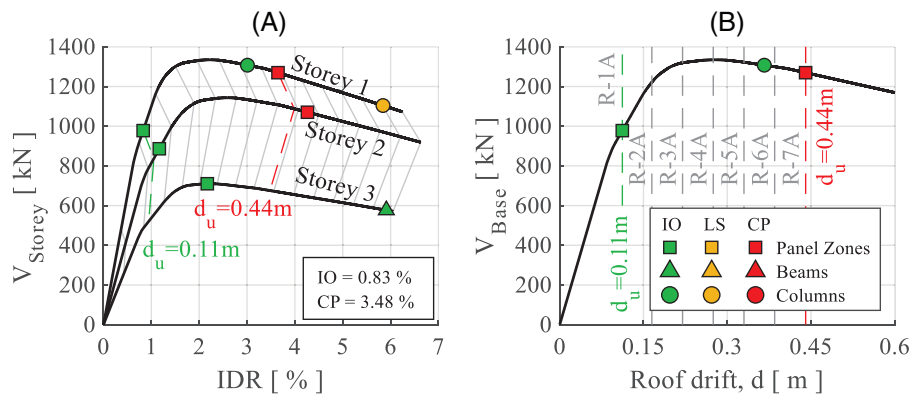 (A)
1400
1200
1000
800
600
400
200
0
V_Storey [ kN ]
0 1 2 3 4 5 6 7
IDR [ % ]
Storey 1
Storey 2
Storey 3
d_u=0.11m
d_u=0.44m
IO = 0.83 %
CP = 3.48 %
(B)
1400
1200
1000
800
600
400
200
0
V_Base [ kN ]
0 0.15 0.3 0.45 0.6
Roof drift, d [ m ]
R-1A
R-2A
R-3A
R-4A
R-5A
R-6A
R-7A
d_u=0.11m
d_u=0.44m
IO LS CP
Panel Zones
Beams
Columns